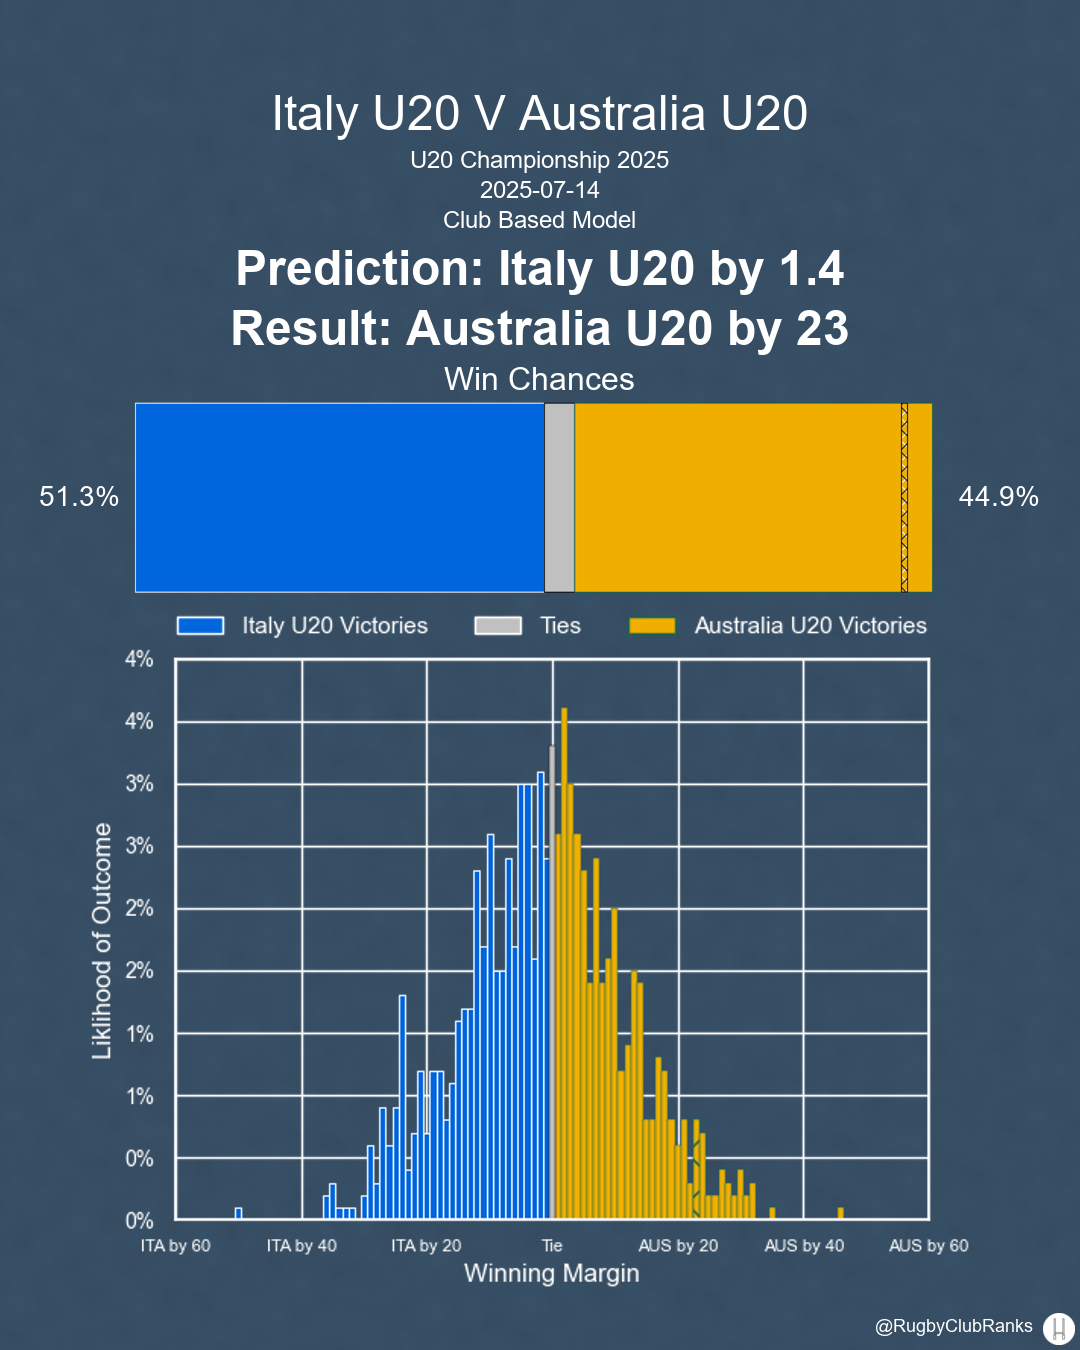 Italy U20 V Australia U20
U20 Championship 2025
2025-07-14
Club Based Model
Prediction: Italy U20 by 1.4
Result: Australia U20 by 23
Win Chances
51.3%
44.9%
Italy U20 Victories
Ties
Australia U20 Victories
4%
4%
3%
3%
2%
2%
1%
1%
0%
0%
Liklihood of Outcome
ITA by 60
ITA by 40
ITA by 20
Tie
AUS by 20
AUS by 40
AUS by 60
Winning Margin
@RugbyClubRanks